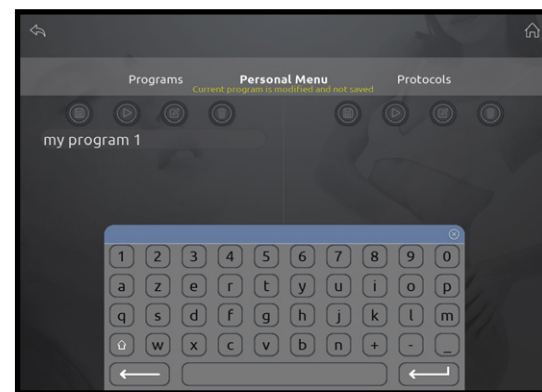 Programs Personal Menu Protocols
Current program is modified and not saved
my program 1
1 2 3 4 5 6 7 8 9 0
a z e r t y u i o p
q s d f g h j k l m
w x c v b n + - _